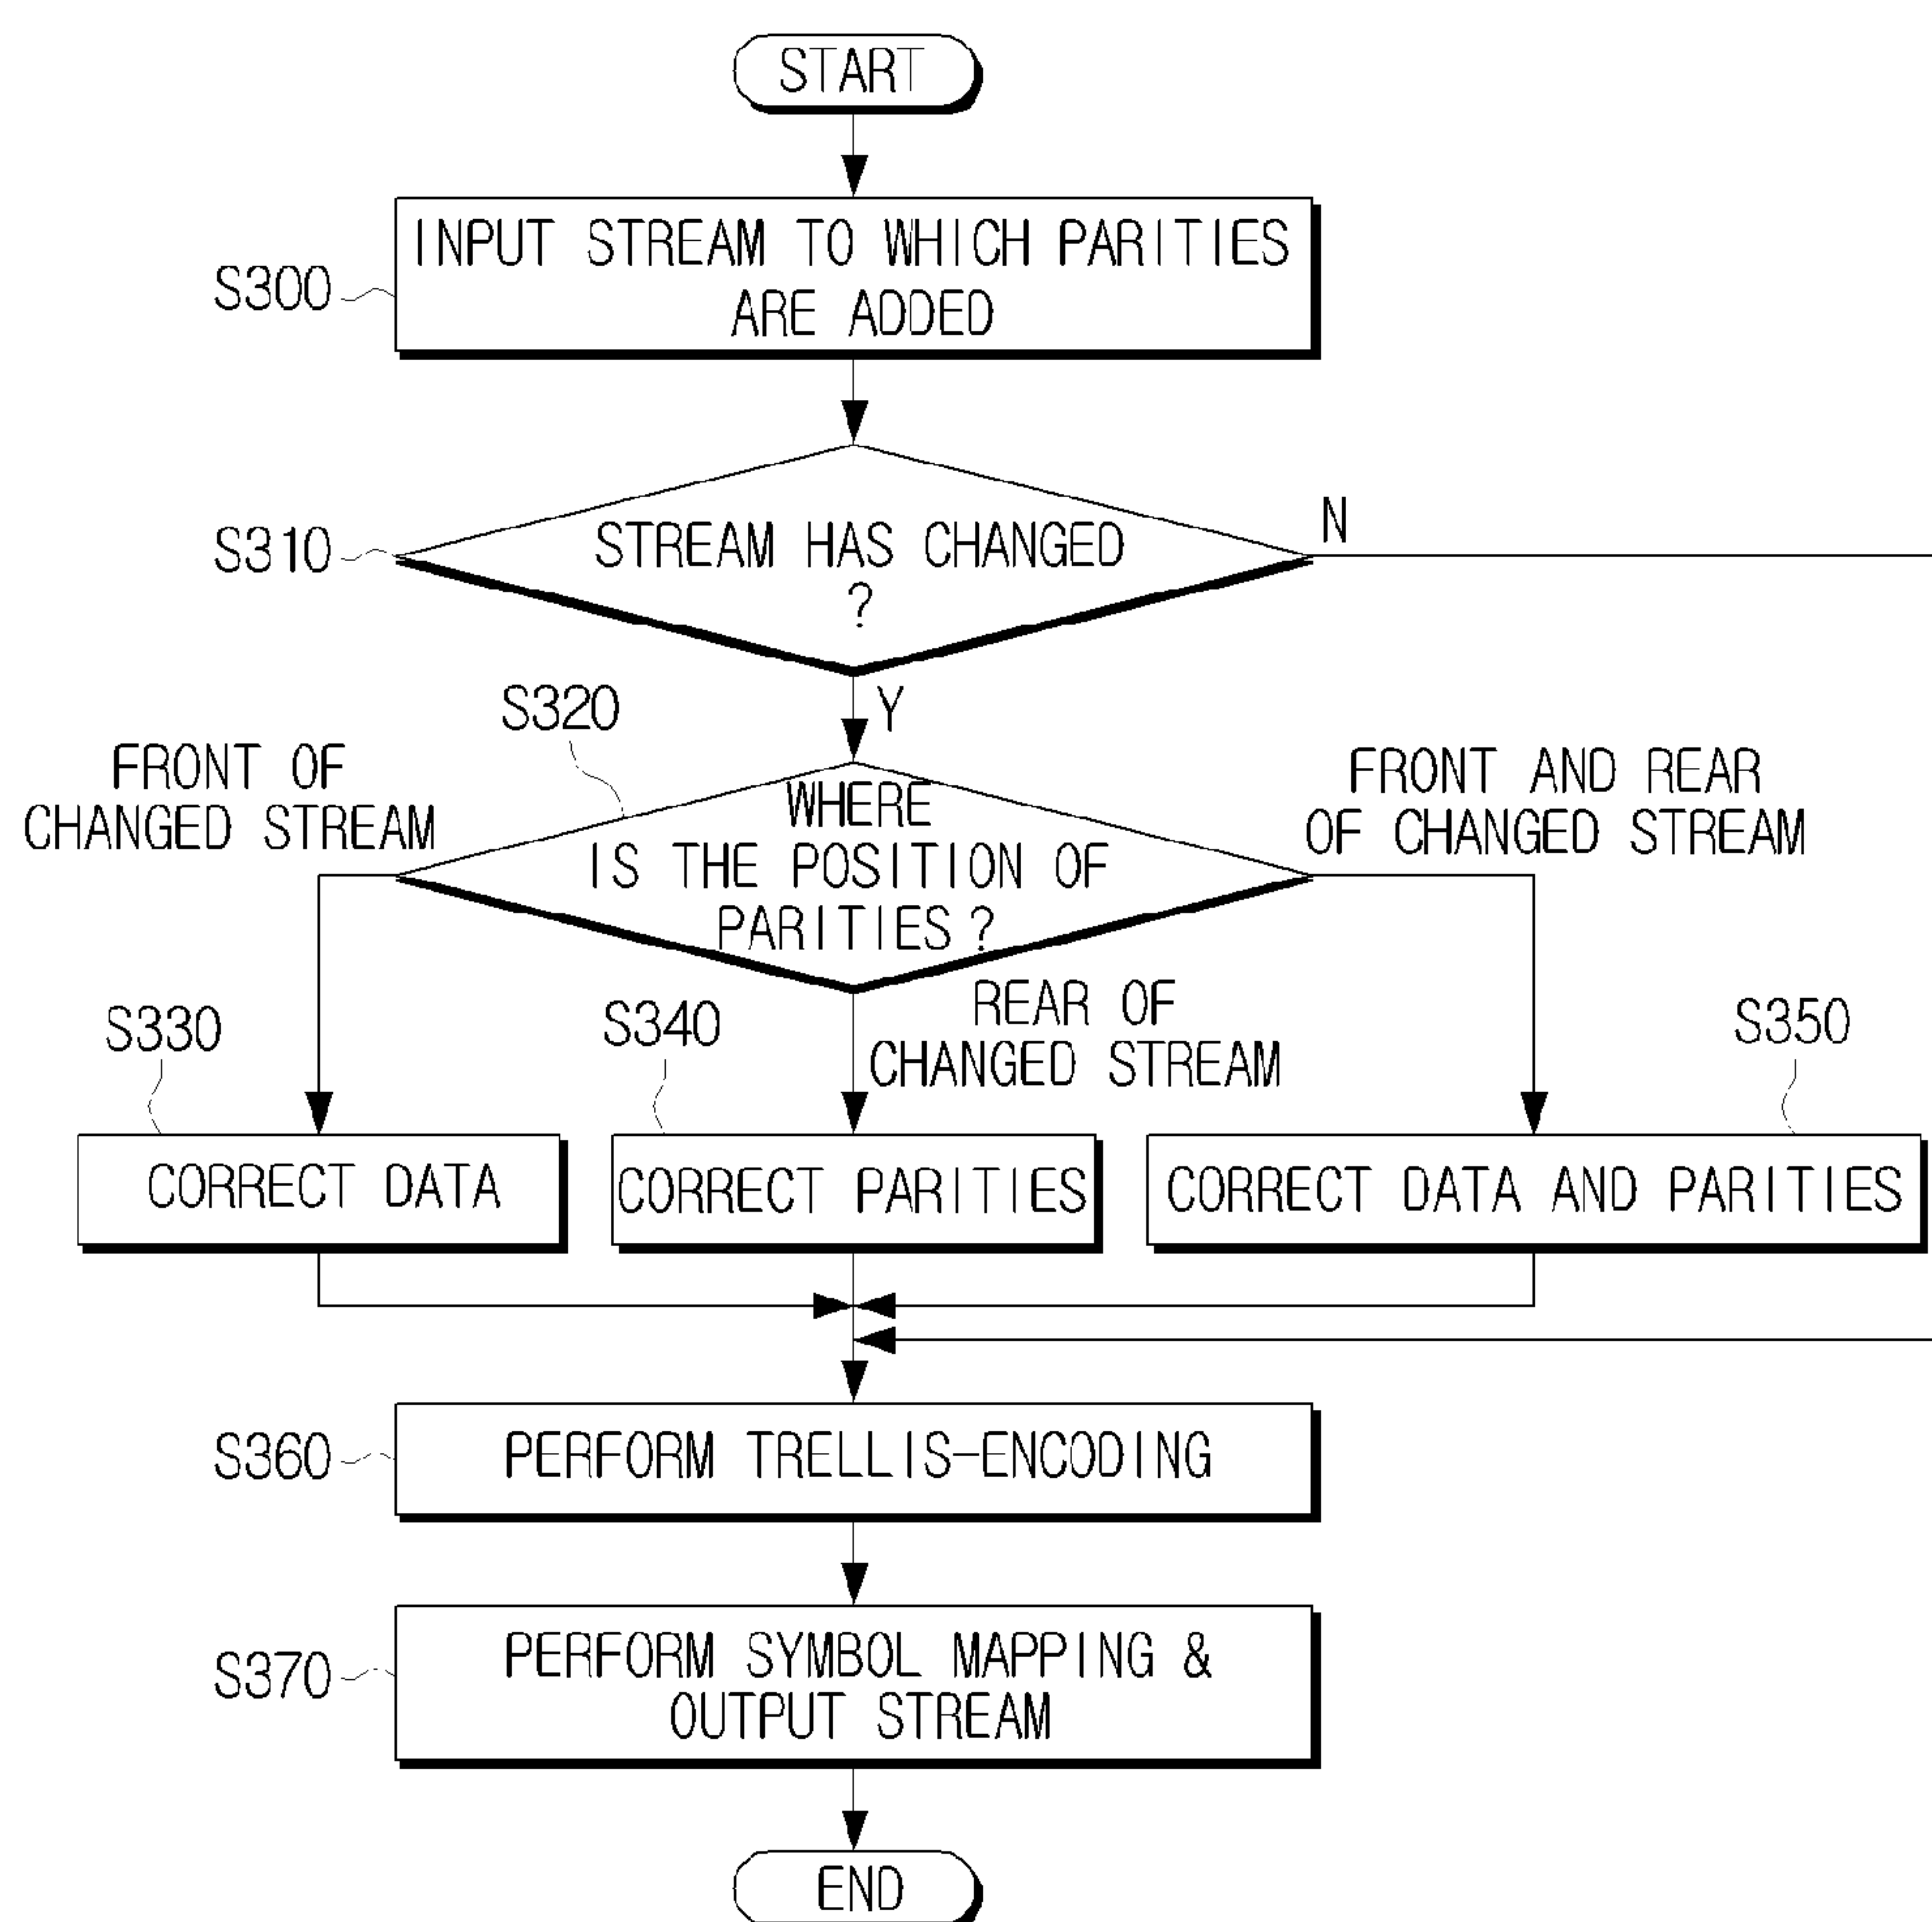 START
INPUT STREAM TO WHICH PARITIES
ARE ADDED
S300
STREAM HAS CHANGED
?
S310
N
Y
S320
FRONT OF
CHANGED STREAM
WHERE
IS THE POSITION OF
PARITIES?
FRONT AND REAR
OF CHANGED STREAM
REAR OF
CHANGED STREAM
S330
S340
S350
CORRECT DATA
CORRECT PARITIES
CORRECT DATA AND PARITIES
S360
PERFORM TRELLIS-ENCODING
S370
PERFORM SYMBOL MAPPING &
OUTPUT STREAM
END